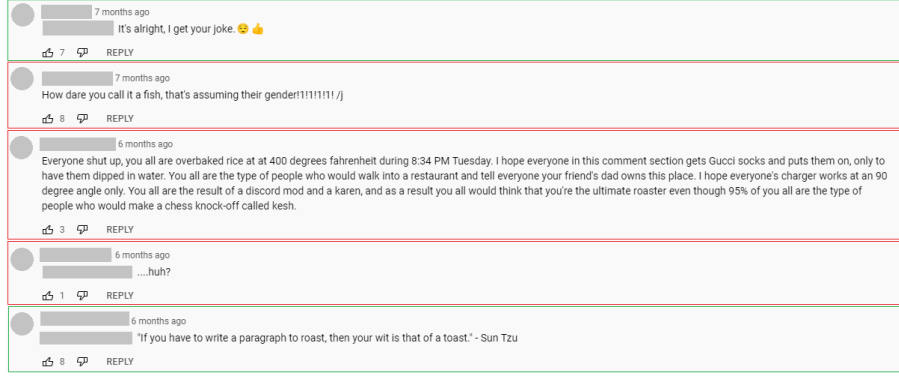 7 months ago
It's alright, I get your joke.😌👍
7 REPLY
7 months ago
How dare you call it a fish, that's assuming their gender!1!1!1!1! /j
8 REPLY
6 months ago
Everyone shut up, you all are overbaked rice at at 400 degrees fahrenheit during 8:34 PM Tuesday. I hope everyone in this comment section gets Gucci socks and puts them on, only to
have them dipped in water. You all are the type of people who would walk into a restaurant and tell everyone your friend's dad owns this place. I hope everyone's charger works at an 90
degree angle only. You all are the result of a discord mod and a karen, and as a result you all would think that you're the ultimate roaster even though 95% of you all are the type of
people who would make a chess knock-off called kesh.
3 REPLY
6 months ago
....huh?
1 REPLY
6 months ago
"If you have to write a paragraph to roast, then your wit is that of a toast." - Sun Tzu
8 REPLY